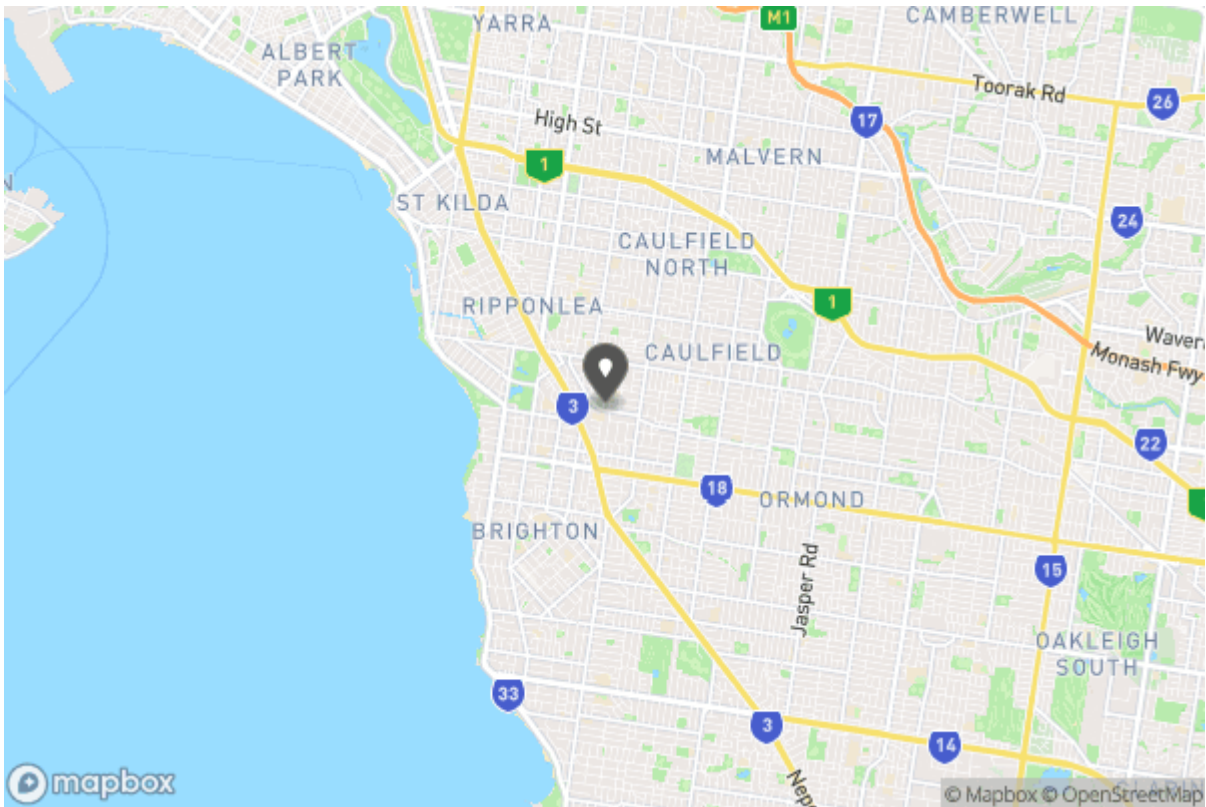 YARRA
M1
CAMBERWELL
ALBERT
PARK
Toorak Rd
26
High St
17
1
MALVERN
ST KILDA
24
CAULFIELD
NORTH
RIPPONLEA
1
CAULFIELD
Monash Fwy
3
22
18
ORMOND
BRIGHTON
15
Jasper Rd
OAKLEIGH
SOUTH
33
3
14
mapbox
© Mapbox © OpenStreetMap